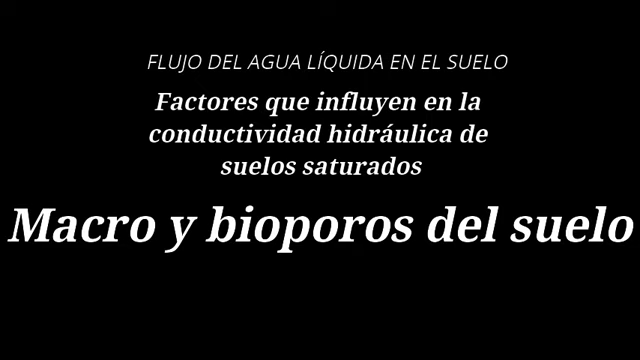 FLUJO DEL AGUA LÍQUIDA EN EL SUELO
Factores que influyen en la
conductividad hidráulica de
suelos saturados
Macro y bioporos del suelo